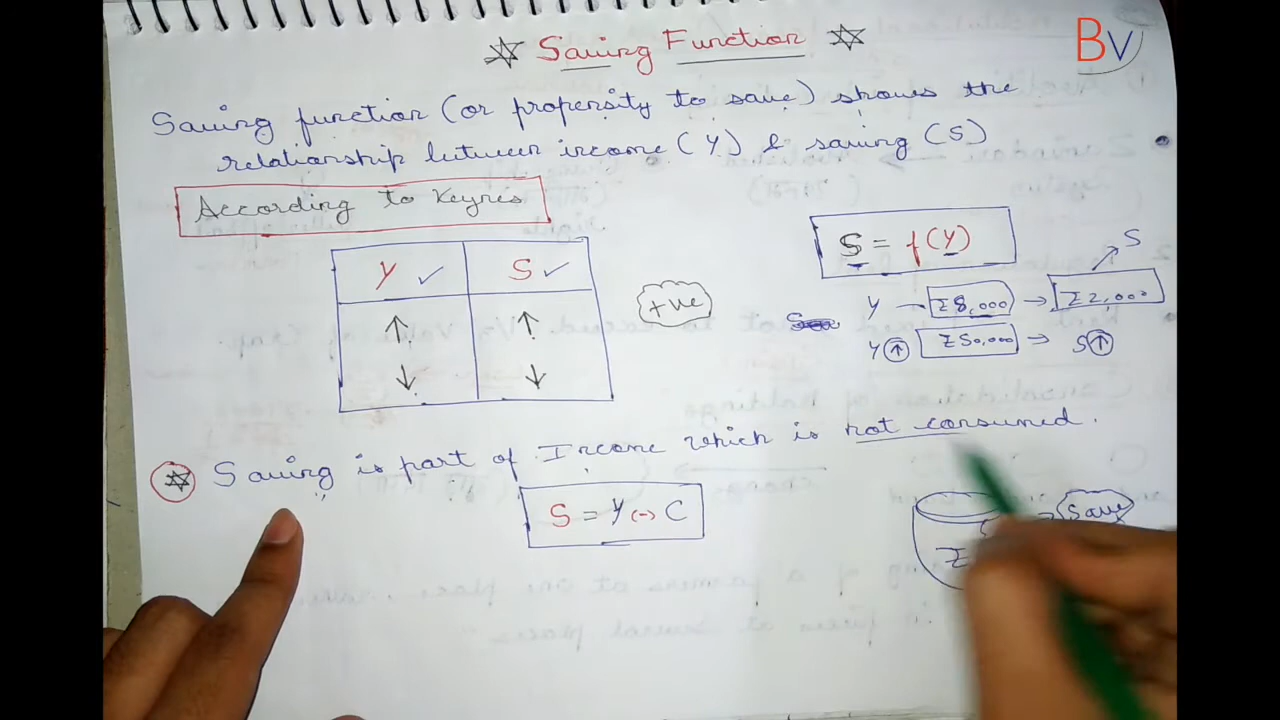 Saving Function
BV
Saving function (or propensity to save) shows the
relationship between income (Y) & saving (S)
According to Keynes
Y ✓ S ✓
↑ ↑
↓ ↓
+ve
S = f(Y)
S
Y → ₹8,000 → ₹2,000
Y ↑ ₹50,000 → S ↑
Saving is part of Income which is not consumed.
S = Y (-) C
Save
₹